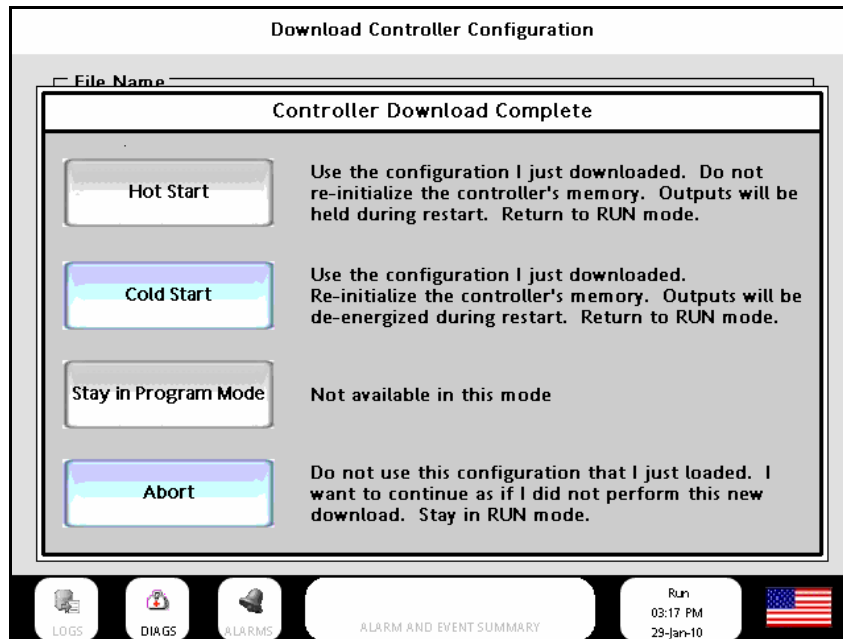 Download Controller Configuration
File Name
Controller Download Complete
Hot Start
Use the configuration I just downloaded. Do not
re-initialize the controller's memory. Outputs will be
held during restart. Return to RUN mode.
Cold Start
Use the configuration I just downloaded.
Re-initialize the controller's memory. Outputs will be
de-energized during restart. Return to RUN mode.
Stay in Program Mode
Not available in this mode
Abort
Do not use this configuration that I just loaded. I
want to continue as if I did not perform this new
download. Stay in RUN mode.
LOGS
DIAGS
ALARMS
ALARM AND EVENT SUMMARY
Run
03:17 PM
29-Jan-10